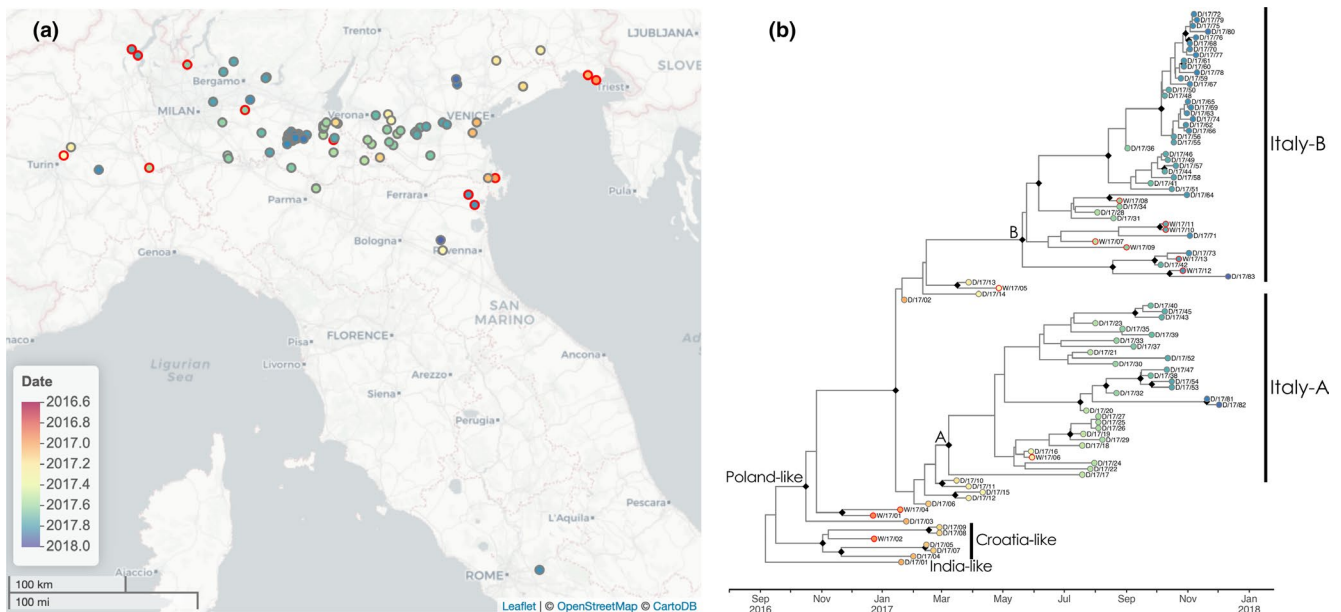 (a)
Trento
LJUBLJANA
SLOVE
Bergamo
Trieste
MILAN
Verona
VENICE
Turin
Pula
Parma
Ferrara
Bologna
Ravenna
Genoa
SAN
MARINO
naco
Ligurian
Sea
Pisa
FLORENCE
Livorno
Ancona
Ad
Arezzo
Siena
Perugia
Pescara
L'Aquila
Ajaccio
ROME
Date
2016.6
2016.8
2017.0
2017.2
2017.4
2017.6
2017.8
2018.0
100 km
100 mi
Leaflet | © OpenStreetMap © CartoDB
(b)
D/17/72
D/17/79
D/17/75
D/17/80
D/17/76
D/17/68
D/17/70
D/17/77
D/17/61
D/17/60
D/17/78
D/17/59
D/17/67
D/17/50
D/17/48
D/17/65
D/17/69
D/17/63
D/17/74
D/17/62
D/17/66
D/17/56
D/17/55
D/17/36
D/17/46
D/17/49
D/17/57
D/17/44
D/17/58
D/17/41
D/17/51
D/17/64
W/17/08
D/17/34
D/17/28
D/17/31
W/17/11
W/17/10
D/17/71
W/17/07
W/17/09
D/17/73
W/17/13
D/17/42
W/17/12
D/17/83
B
Italy-B
D/17/13
W/17/05
D/17/14
D/17/02
D/17/40
D/17/45
D/17/43
D/17/23
D/17/35
D/17/39
D/17/33
D/17/37
D/17/21
D/17/52
D/17/30
D/17/47
D/17/38
D/17/54
D/17/53
D/17/32
D/17/81
D/17/82
D/17/20
D/17/27
D/17/25
D/17/26
D/17/19
D/17/29
D/17/18
D/17/16
W/17/06
D/17/24
D/17/22
D/17/17
A
Italy-A
D/17/10
D/17/11
D/17/15
D/17/12
D/17/06
Poland-like
W/17/04
W/17/01
D/17/03
D/17/09
D/17/08
W/17/02
D/17/05
D/17/07
D/17/04
Croatia-like
D/17/01
India-like
Sep Nov Jan Mar May Jul Sep Nov Jan
2016 2017 2018